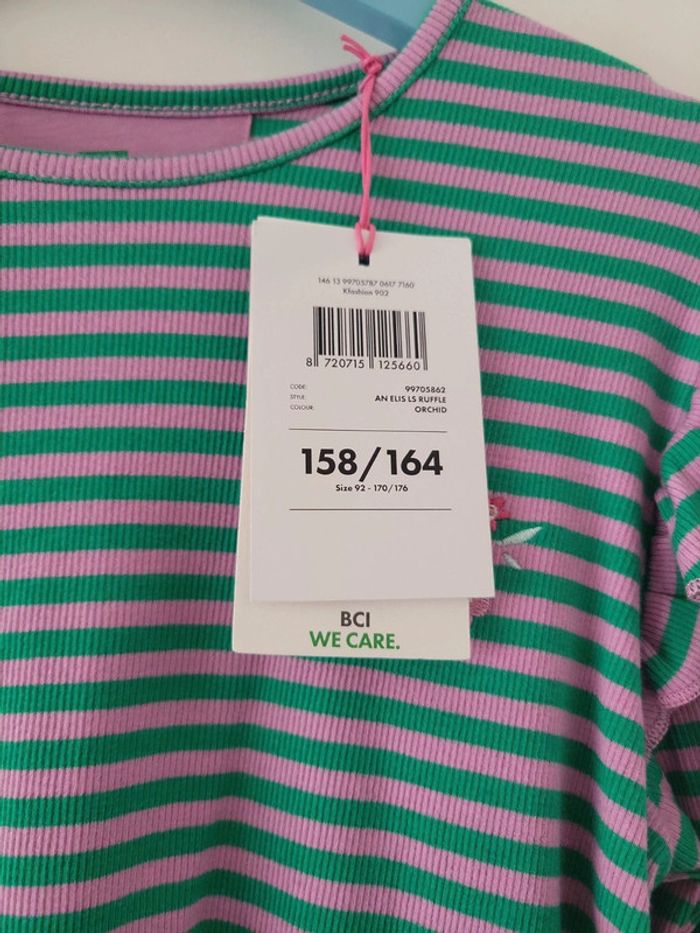 146 13 99705787 0617 7160
Kfashion 902
8 720715 125660
CODE: 99705862
STYLE: AN ELIS LS RUFFLE
COLOUR: ORCHID
158/164
Size 92 - 170/176
BCI
WE CARE.